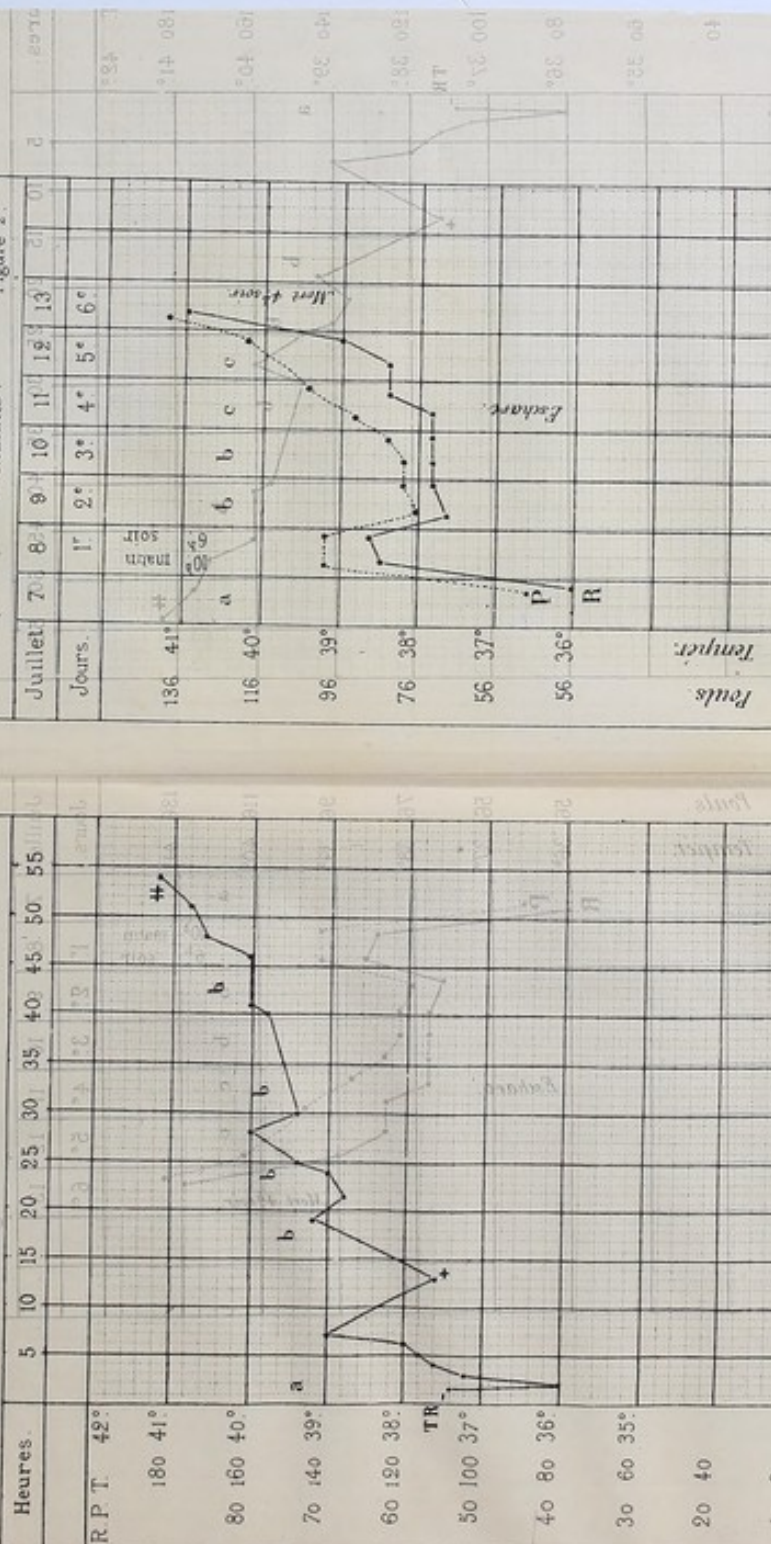 Juillet. 7 8 9 10 11 12 13
Jours. 1r 2e 3e 4e 5e 6e
a b b c c
10h matin
6h soir
Mort 4h soir.
136 41°
116 40°
96 39°
76 38°
56 37°
56 36°
P
R
Eschare.
Pouls. Tempér.
Heures. 5 10 15 20 25 30 35 40 45 50 55
R. P. T. 42°
180 41°
80 160 40°
70 140 39°
60 120 38°
50 100 37°
40 80 36°
30 60 35°
20 40
a b b b b #
TR
+